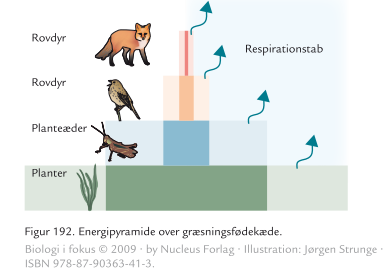 Rovdyr
Respirationstab
Rovdyr
Planteæder
Planter
Figur 192. Energipyramide over græsningsfødekæde.
Biologi i fokus © 2009 · by Nucleus Forlag · Illustration: Jørgen Strunge ·
ISBN 978-87-90363-41-3.